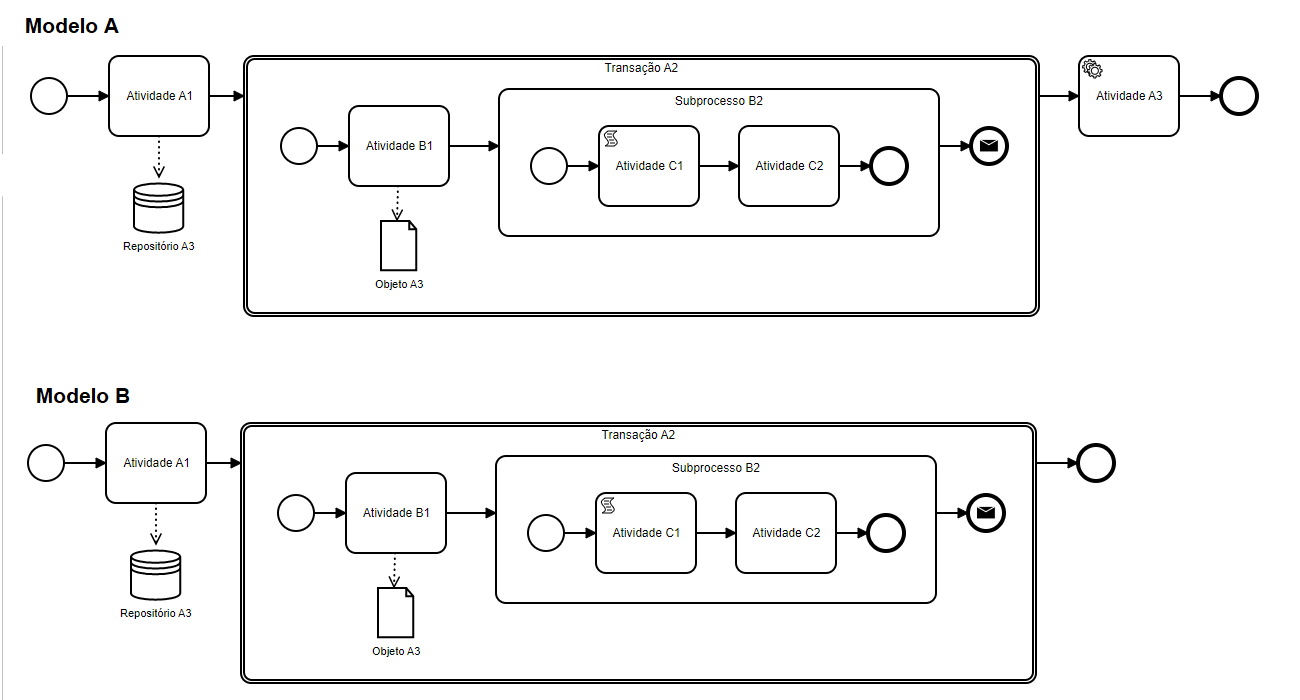 Modelo A
Transação A2
Subprocesso B2
Atividade A1
Atividade A3
Atividade B1
Atividade C1
Atividade C2
Repositório A3
Objeto A3
Modelo B
Transação A2
Subprocesso B2
Atividade A1
Atividade B1
Atividade C1
Atividade C2
Repositório A3
Objeto A3